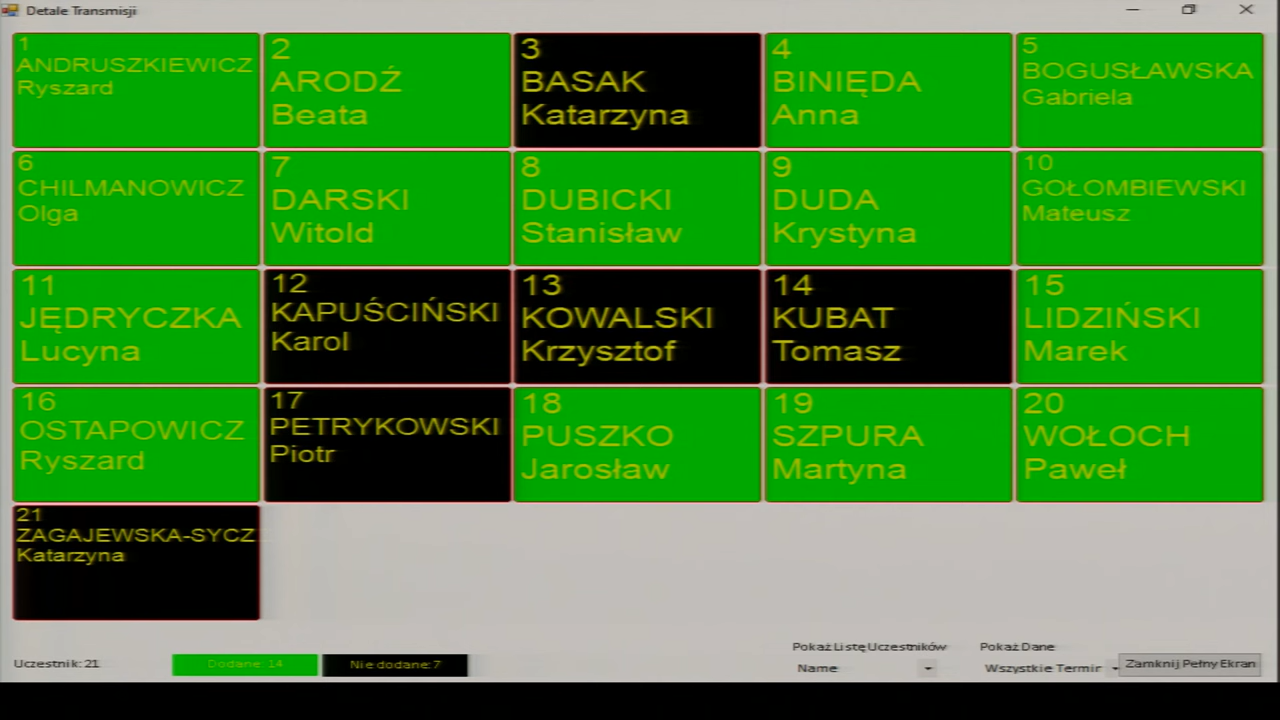 Detale Transmisji
1
ANDRUSZKIEWICZ
Ryszard
2
ARODŹ
Beata
3
BASAK
Katarzyna
4
BINIĘDA
Anna
5
BOGUSŁAWSKA
Gabriela
6
CHILMANOWICZ
Olga
7
DARSKI
Witold
8
DUBICKI
Stanisław
9
DUDA
Krystyna
10
GOŁOMBIEWSKI
Mateusz
11
JĘDRYCZKA
Lucyna
12
KAPUŚCIŃSKI
Karol
13
KOWALSKI
Krzysztof
14
KUBAT
Tomasz
15
LIDZIŃSKI
Marek
16
OSTAPOWICZ
Ryszard
17
PETRYKOWSKI
Piotr
18
PUSZKO
Jarosław
19
SZPURA
Martyna
20
WOŁOCH
Paweł
21
ZAGAJEWSKA-SYCZ
Katarzyna
Uczestnik: 21
Dodane: 14
Nie dodane: 7
Pokaż Listę Uczestników
Name
Pokaż Dane
Wszystkie Termir
Zamknij Pełny Ekran